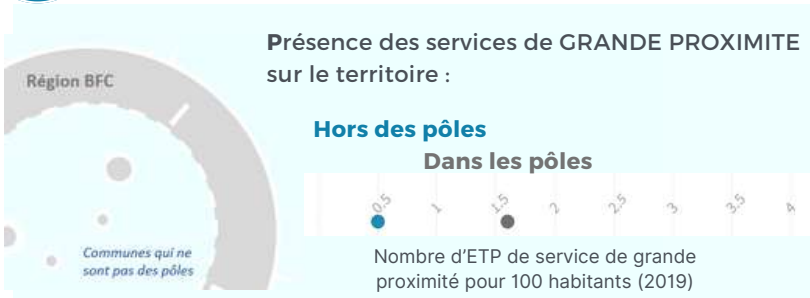 Présence des services de GRANDE PROXIMITE
sur le territoire :
Région BFC
Hors des pôles
Dans les pôles
0.5 1 1.5 2 2.5 3 3.5 4
Communes qui ne
sont pas des pôles
Nombre d'ETP de service de grande
proximité pour 100 habitants (2019)